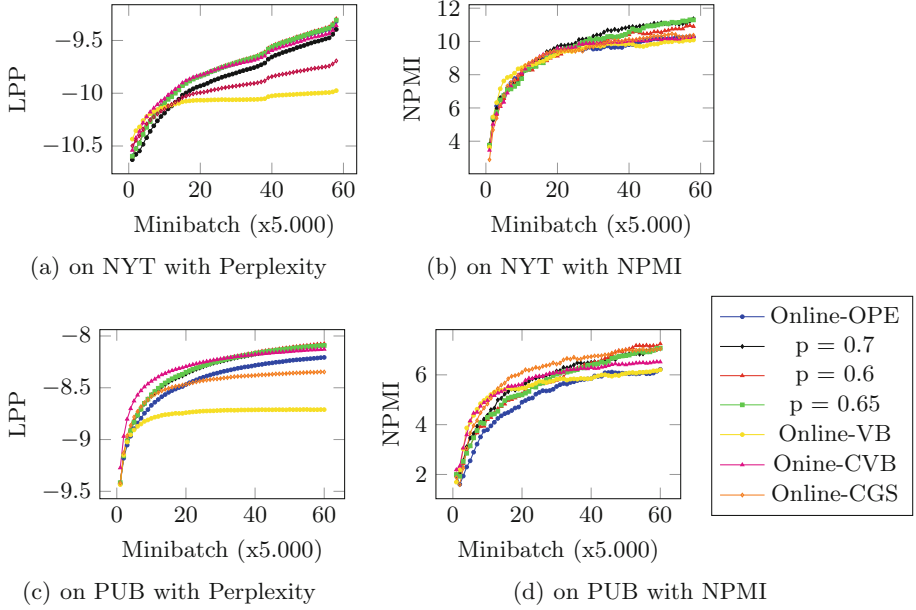 −9.5
−10
−10.5
LPP
0
20
40
60
Minibatch (x5.000)
(a) on NYT with Perplexity
12
10
8
6
4
NPMI
0
20
40
60
Minibatch (x5.000)
(b) on NYT with NPMI
−8
−8.5
−9
−9.5
LPP
0
20
40
60
Minibatch (x5.000)
(c) on PUB with Perplexity
6
4
2
NPMI
0
20
40
60
Minibatch (x5.000)
(d) on PUB with NPMI
Online-OPE
p = 0.7
p = 0.6
p = 0.65
Online-VB
Onine-CVB
Online-CGS